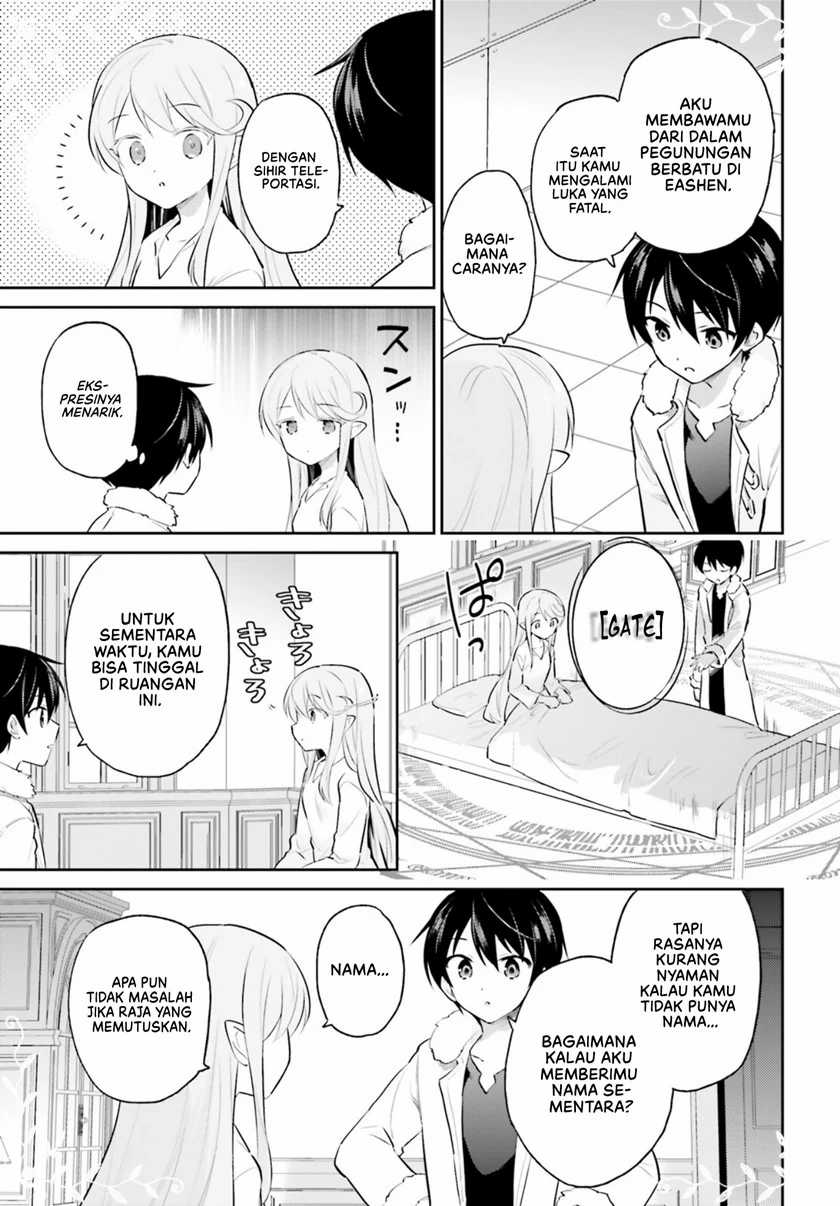 AKU
MEMBAWAMU
DARI DALAM
PEGUNUNGAN
BERBATU DI
EASHEN.
SAAT
ITU KAMU
MENGALAMI
LUKA YANG
FATAL.
BAGAI-
MANA
CARANYA?
DENGAN
SIHIR TELE-
PORTASI.
スンッ…
EKS-
PRESINYA
MENARIK.
[GATE]
ぱっ
きょろ
きょろ
UNTUK
SEMENTARA
WAKTU, KAMU
BISA TINGGAL
DI RUANGAN
INI.
TAPI
RASANYA
KURANG
NYAMAN
KALAU KAMU
TIDAK PUNYA
NAMA...
BAGAIMANA
KALAU AKU
MEMBERIMU
NAMA SE-
MENTARA?
NAMA...
APA PUN
TIDAK MASALAH
JIKA RAJA YANG
MEMUTUSKAN.